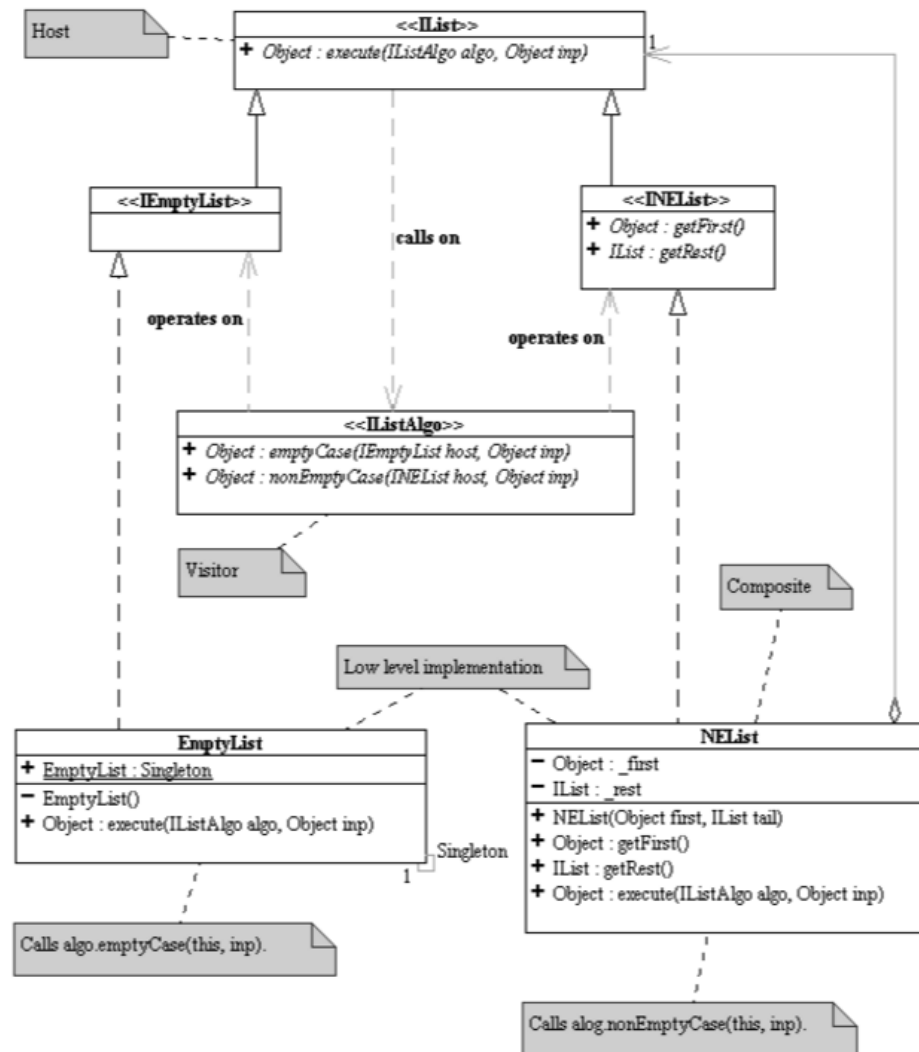 Host
<<IList>>
+ Object : execute(IListAlgo algo, Object inp)
1
<<IEmptyList>>
<<INEList>>
+ Object : getFirst()
+ IList : getRest()
calls on
operates on
operates on
<<IListAlgo>>
+ Object : emptyCase(IEmptyList host, Object inp)
+ Object : nonEmptyCase(INEList host, Object inp)
Visitor
Composite
Low level implementation
EmptyList
+ EmptyList : Singleton
- EmptyList()
+ Object : execute(IListAlgo algo, Object inp)
Singleton
1
NEList
- Object : _first
- IList : _rest
+ NEList(Object first, IList tail)
+ Object : getFirst()
+ IList : getRest()
+ Object : execute(IListAlgo algo, Object inp)
Calls algo.emptyCase(this, inp).
Calls alog.nonEmptyCase(this, inp).